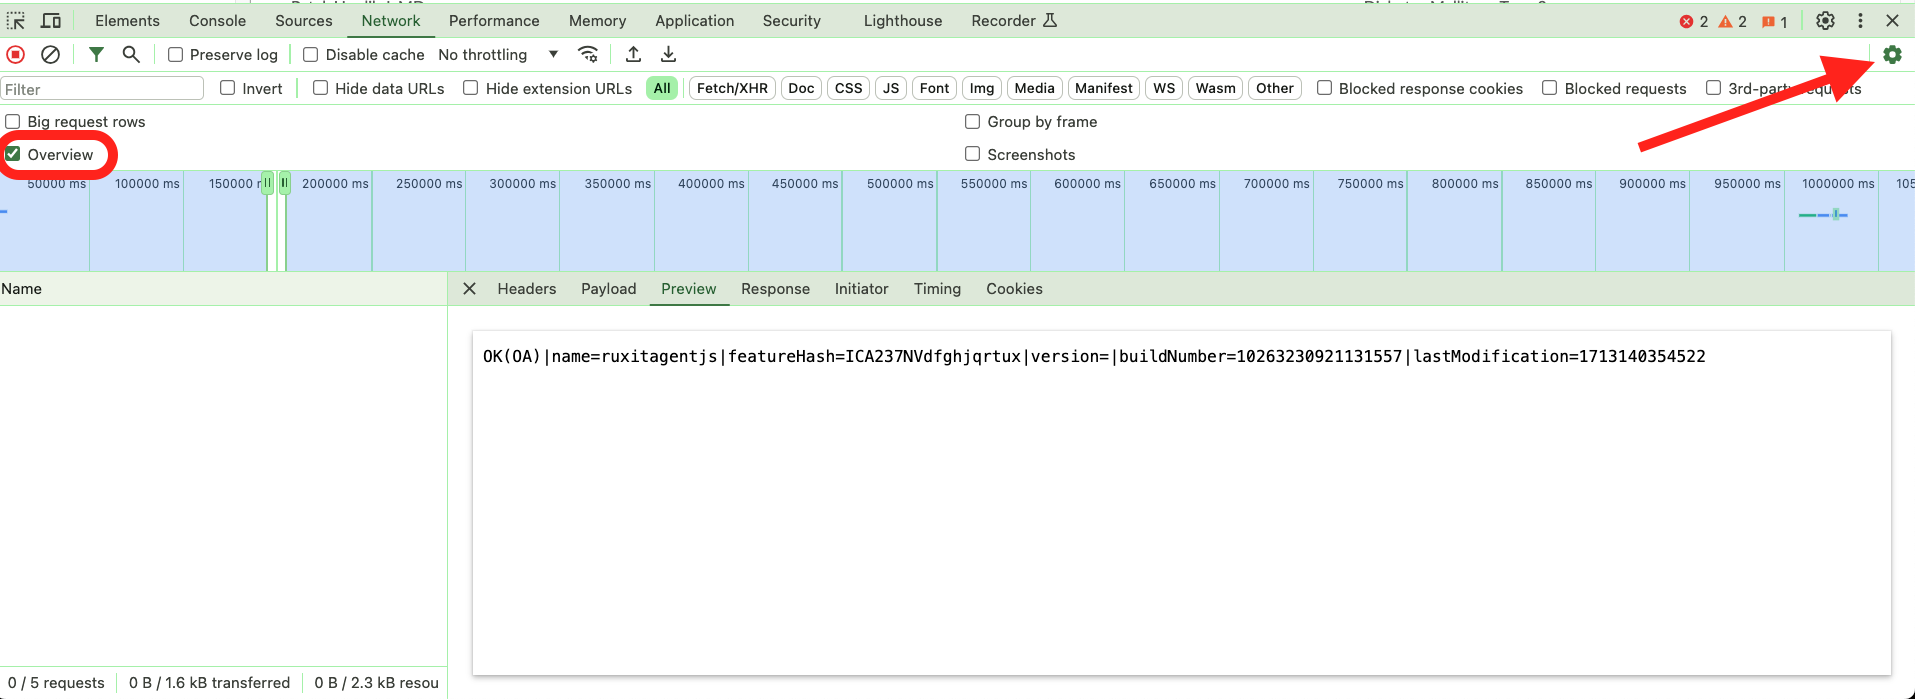 Elements Console Sources Network Performance Memory Application Security Lighthouse Recorder 2 2 1
Preserve log Disable cache No throttling
Filter Invert Hide data URLs Hide extension URLs All Fetch/XHR Doc CSS JS Font Img Media Manifest WS Wasm Other Blocked response cookies Blocked requests 3rd-party requests
Big request rows Group by frame
Overview Screenshots
50000 ms 100000 ms 150000 200000 ms 250000 ms 300000 ms 350000 ms 400000 ms 450000 ms 500000 ms 550000 ms 600000 ms 650000 ms 700000 ms 750000 ms 800000 ms 850000 ms 900000 ms 950000 ms 1000000 ms 105
Name Headers Payload Preview Response Initiator Timing Cookies
OK(OA)|name=ruxitagentjs|featureHash=ICA237NVdfghjqrtux|version=|buildNumber=10263230921131557|lastModification=1713140354522
0 / 5 requests 0 B / 1.6 kB transferred 0 B / 2.3 kB resou